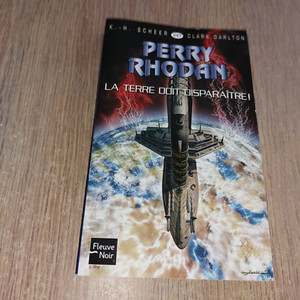 K.-H. SCHEER CLARK DARLTON
PERRY
RHODAN
LA TERRE DOIT DISPARAÎTRE!
Fleuve
Noir